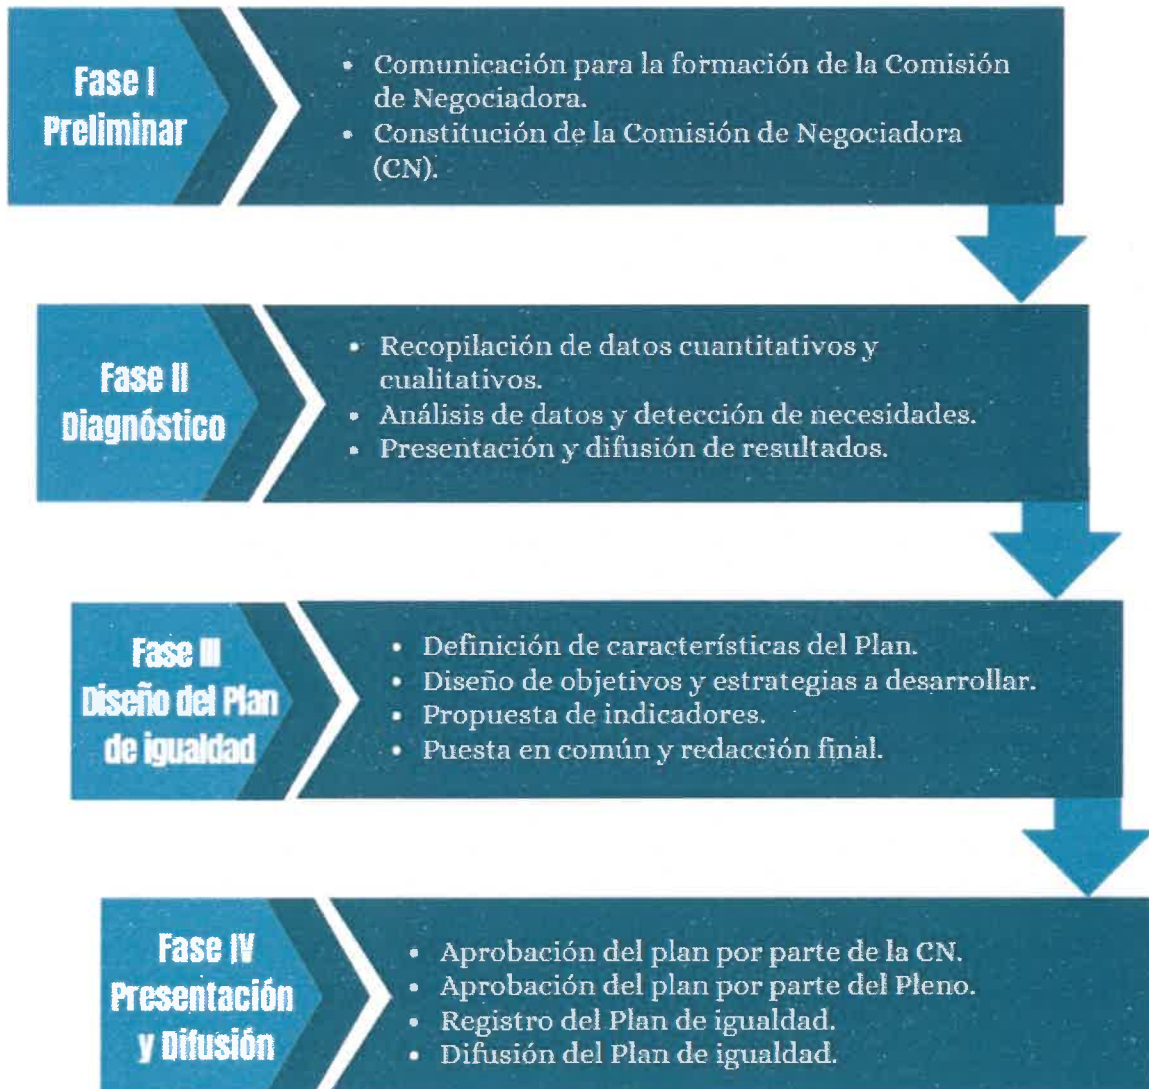 Fase I
Preliminar
• Comunicación para la formación de la Comisión
de Negociadora.
• Constitución de la Comisión de Negociadora
(CN).
Fase II
Diagnóstico
• Recopilación de datos cuantitativos y
cualitativos.
• Análisis de datos y detección de necesidades.
• Presentación y difusión de resultados.
Fase III
Diseño del Plan
de igualdad
• Definición de características del Plan.
• Diseño de objetivos y estrategias a desarrollar.
• Propuesta de indicadores.
• Puesta en común y redacción final.
Fase IV
Presentación
y Difusión
• Aprobación del plan por parte de la CN.
• Aprobación del plan por parte del Pleno.
• Registro del Plan de igualdad.
• Difusión del Plan de igualdad.